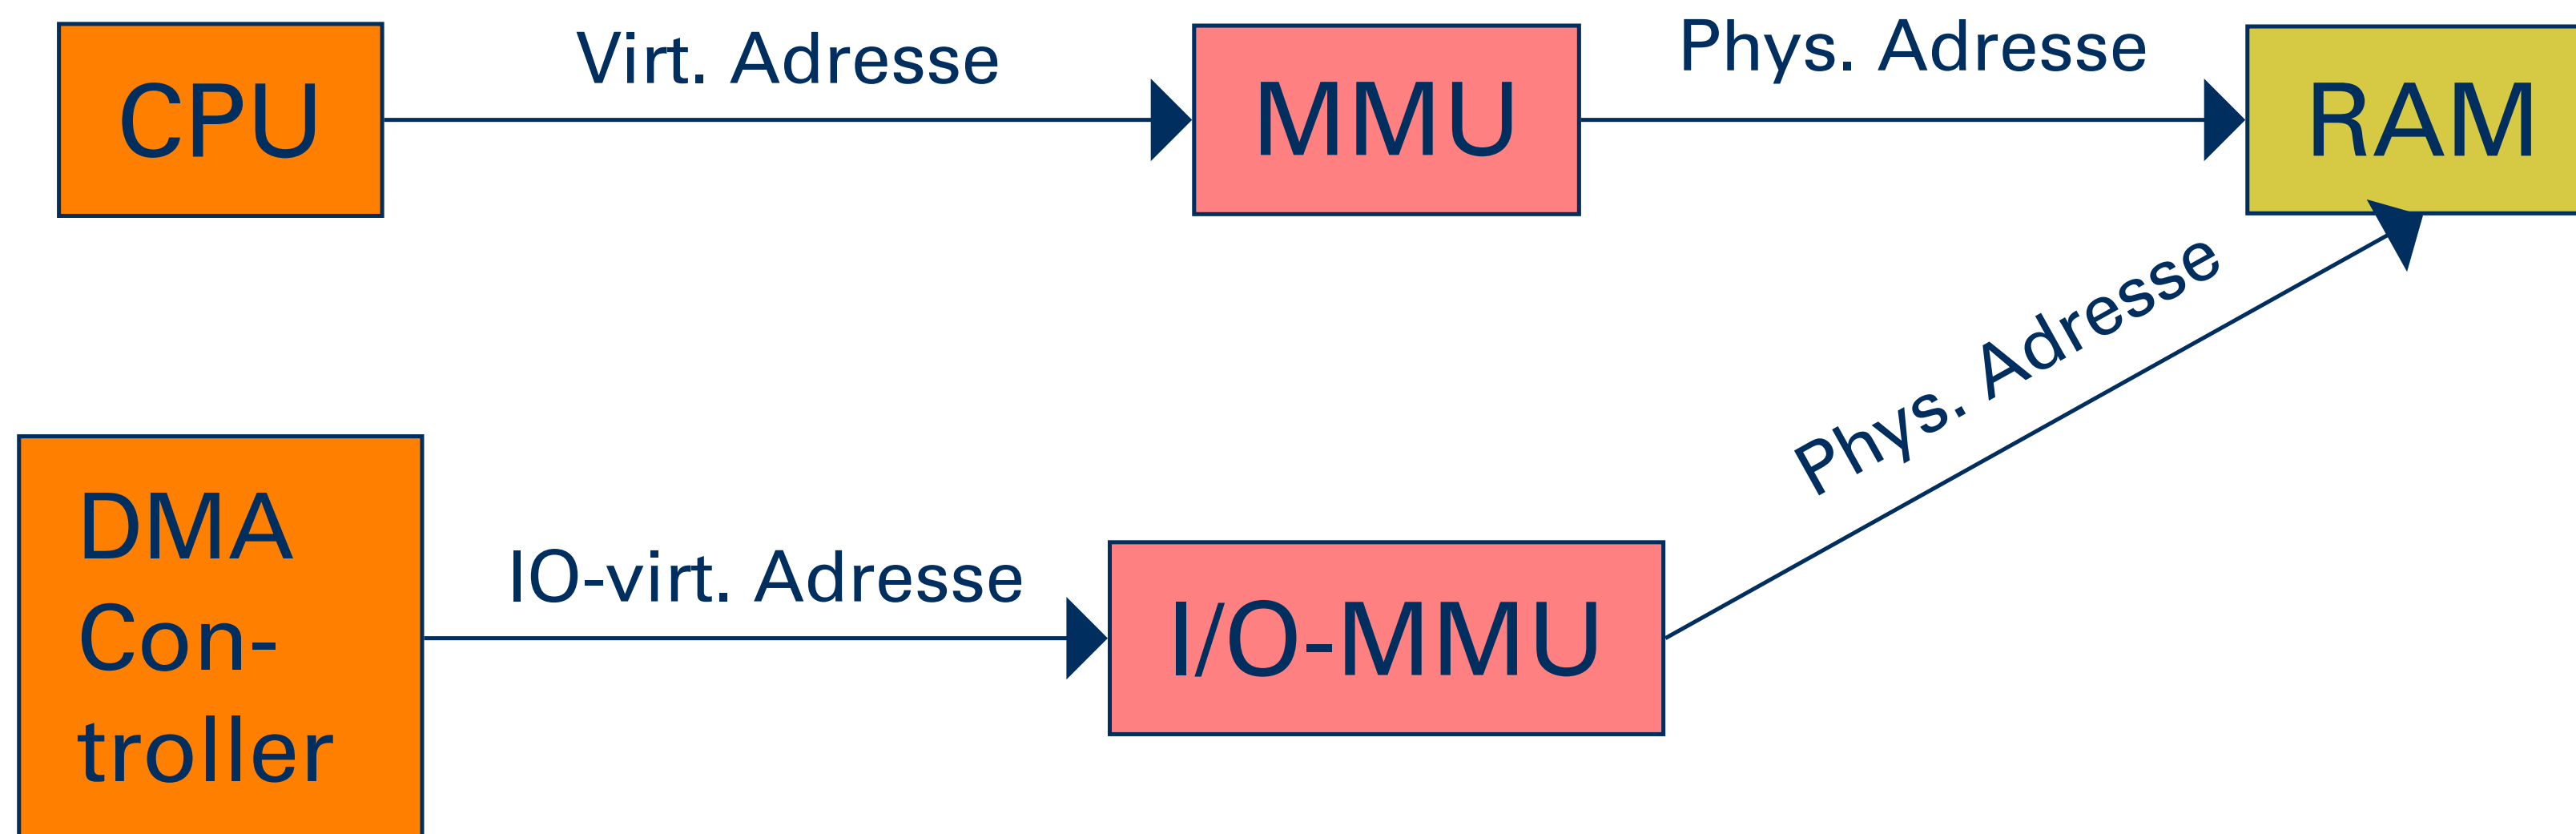 CPU
Virt. Adresse
MMU
Phys. Adresse
RAM
Phys. Adresse
DMA
Con-
troller
IO-virt. Adresse
I/O-MMU